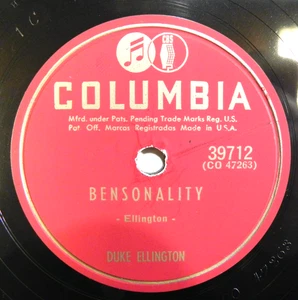 CBS
COLUMBIA
Mfrd. under Pats. Pending Trade Marks Reg. U.S.
Pat. Off. Marcas Registradas Made in U.S.A.
39712
(CO 47263)
BENSONALITY
- Ellington -
DUKE ELLINGTON